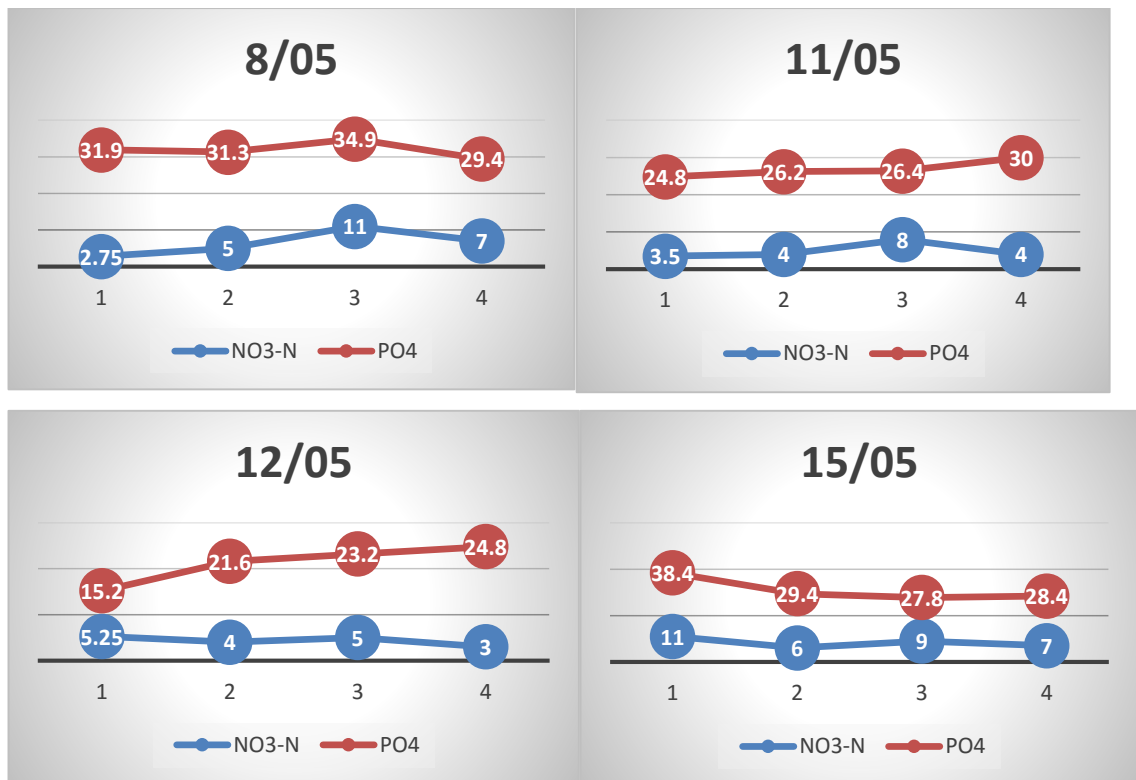 8/05
31.9 31.3 34.9 29.4
2.75 5 11 7
1 2 3 4
NO3-N PO4
11/05
24.8 26.2 26.4 30
3.5 4 8 4
1 2 3 4
NO3-N PO4
12/05
15.2 21.6 23.2 24.8
5.25 4 5 3
1 2 3 4
NO3-N PO4
15/05
38.4 29.4 27.8 28.4
11 6 9 7
1 2 3 4
NO3-N PO4